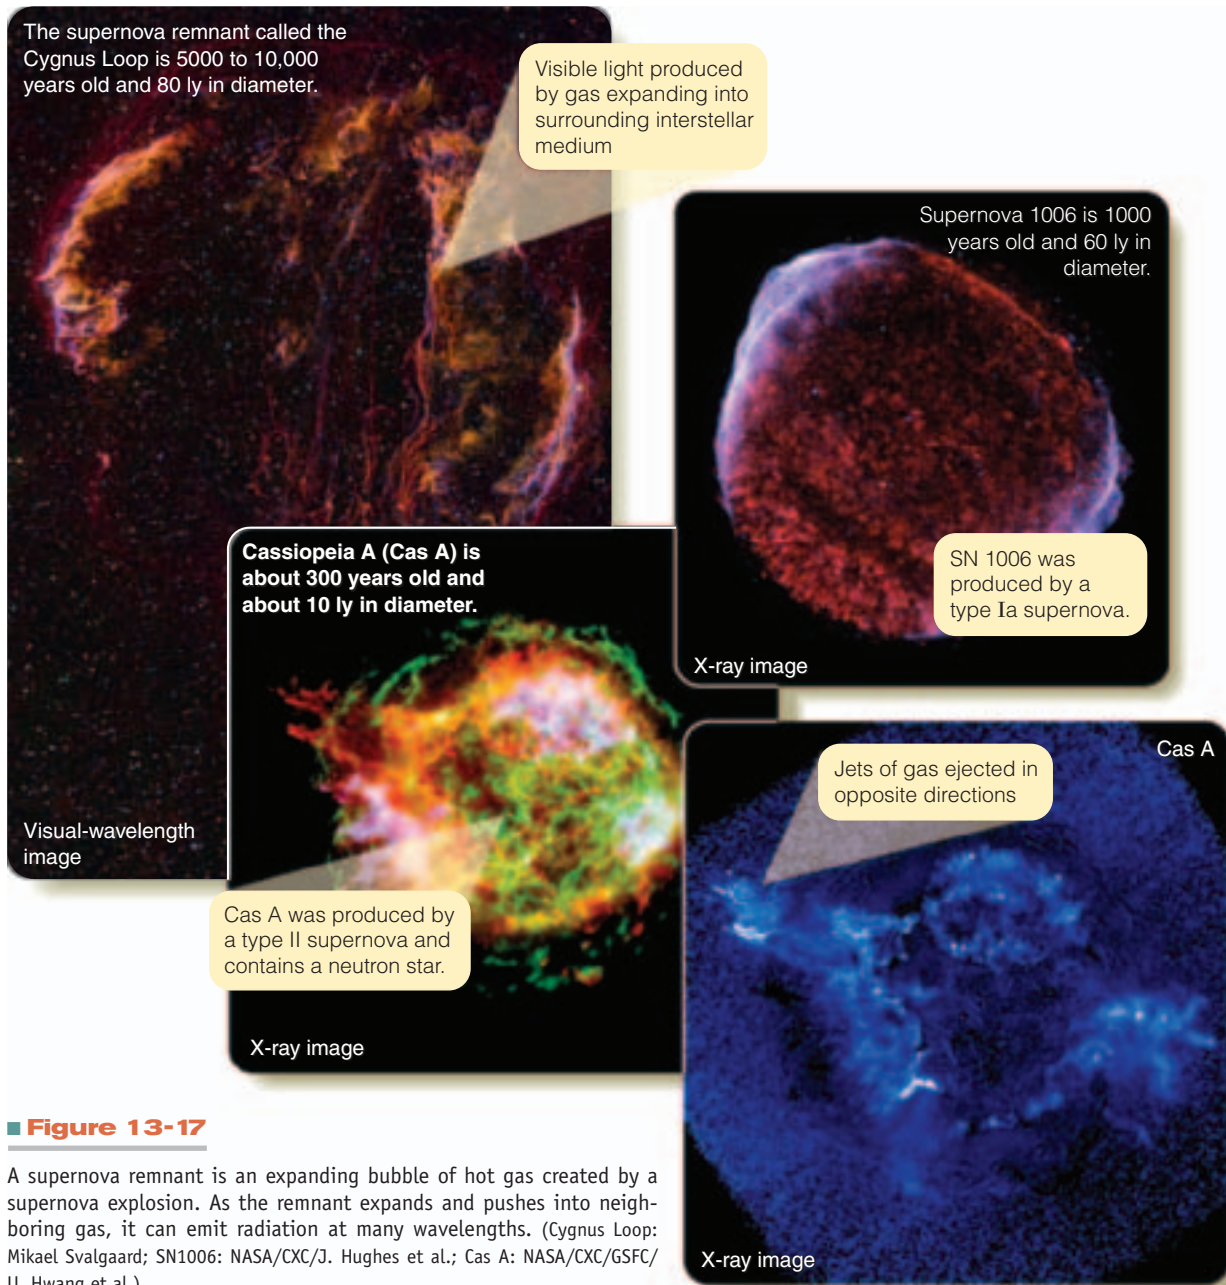 The supernova remnant called the
Cygnus Loop is 5000 to 10,000
years old and 80 ly in diameter.
Visible light produced
by gas expanding into
surrounding interstellar
medium
Visual-wavelength
image
Supernova 1006 is 1000
years old and 60 ly in
diameter.
SN 1006 was
produced by a
type Ia supernova.
X-ray image
Cassiopeia A (Cas A) is
about 300 years old and
about 10 ly in diameter.
Cas A was produced by
a type II supernova and
contains a neutron star.
X-ray image
Cas A
Jets of gas ejected in
opposite directions
X-ray image
■ Figure 13-17
A supernova remnant is an expanding bubble of hot gas created by a
supernova explosion. As the remnant expands and pushes into neigh-
boring gas, it can emit radiation at many wavelengths. (Cygnus Loop:
Mikael Svalgaard; SN1006: NASA/CXC/J. Hughes et al.; Cas A: NASA/CXC/GSFC/
Hwang et al.)